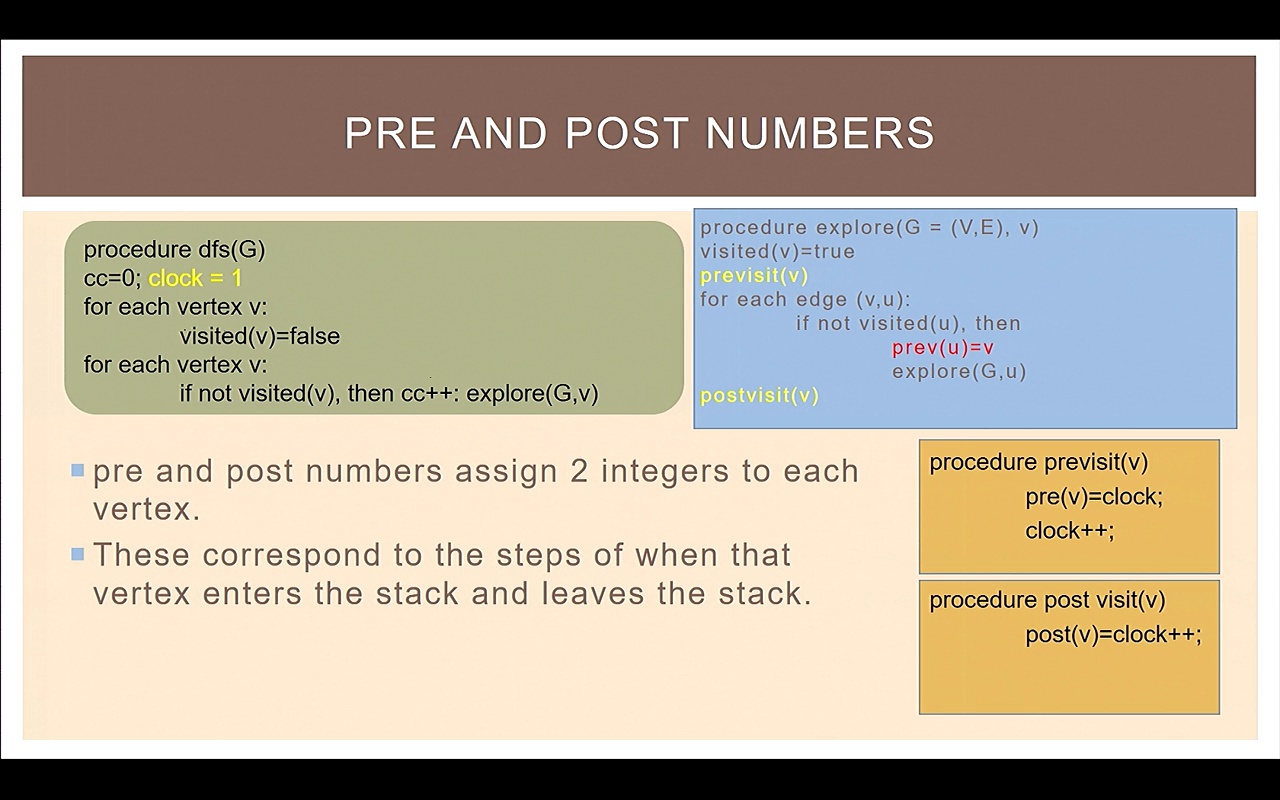 PRE AND POST NUMBERS
procedure dfs(G)
cc=0; clock = 1
for each vertex v:
visited(v)=false
for each vertex v:
if not visited(v), then cc++: explore(G,v)
procedure explore(G = (V,E), v)
visited(v)=true
previsit(v)
for each edge (v,u):
if not visited(u), then
prev(u)=v
explore(G,u)
postvisit(v)
pre and post numbers assign 2 integers to each
vertex.
These correspond to the steps of when that
vertex enters the stack and leaves the stack.
procedure previsit(v)
pre(v)=clock;
clock++;
procedure post visit(v)
post(v)=clock++;